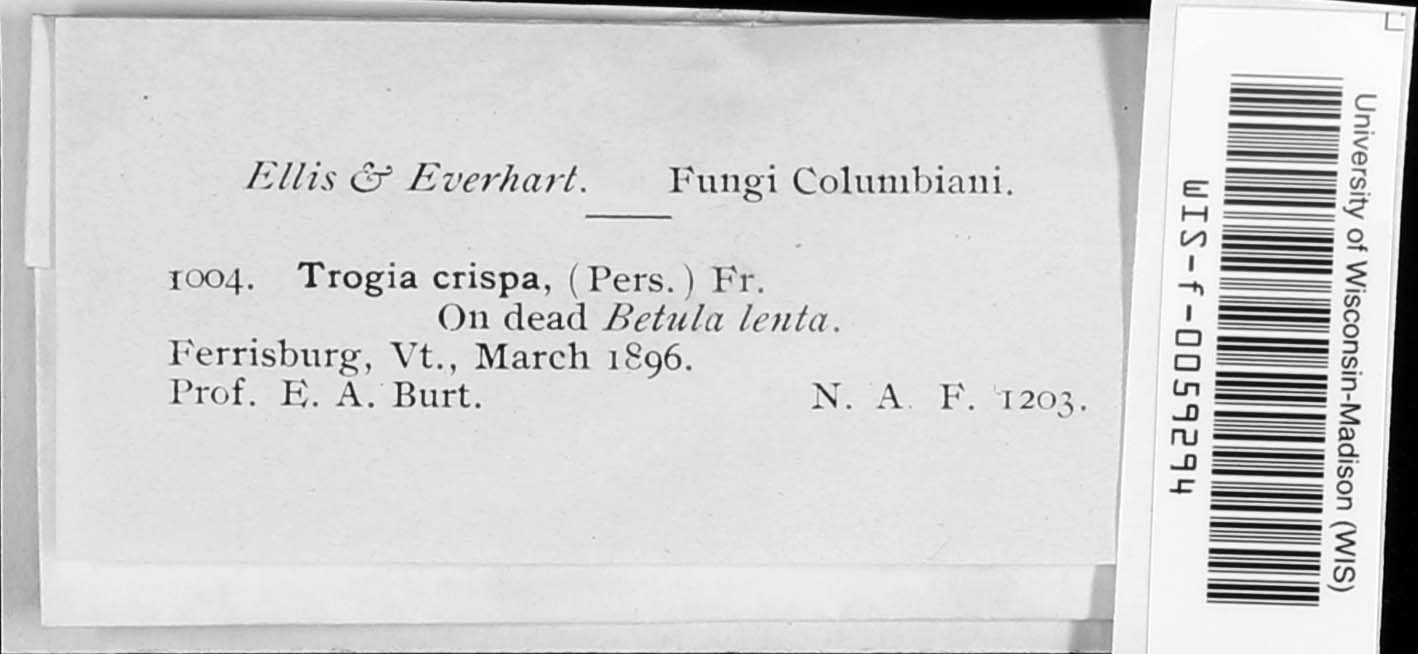 Ellis & Everhart. Fungi Columbiani.
1004. Trogia crispa, (Pers.) Fr.
On dead Betula lenta.
Ferrisburg, Vt., March 1896.
Prof. E. A. Burt. N. A. F. 1203.
University of Wisconsin-Madison (WIS)
WIS-f-0059294